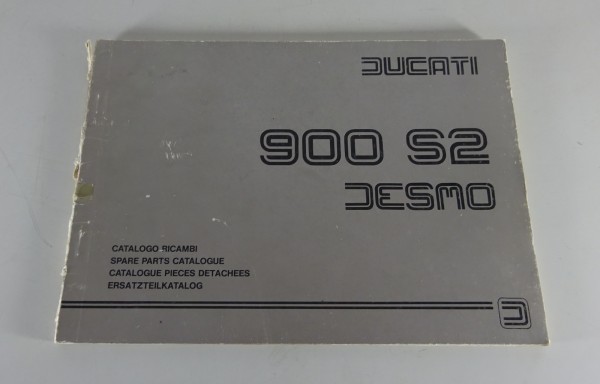 DUCATI
900 S2
DESMO
CATALOGO RICAMBI
SPARE PARTS CATALOGUE
CATALOGUE PIECES DETACHEES
ERSATZTEILKATALOG
D